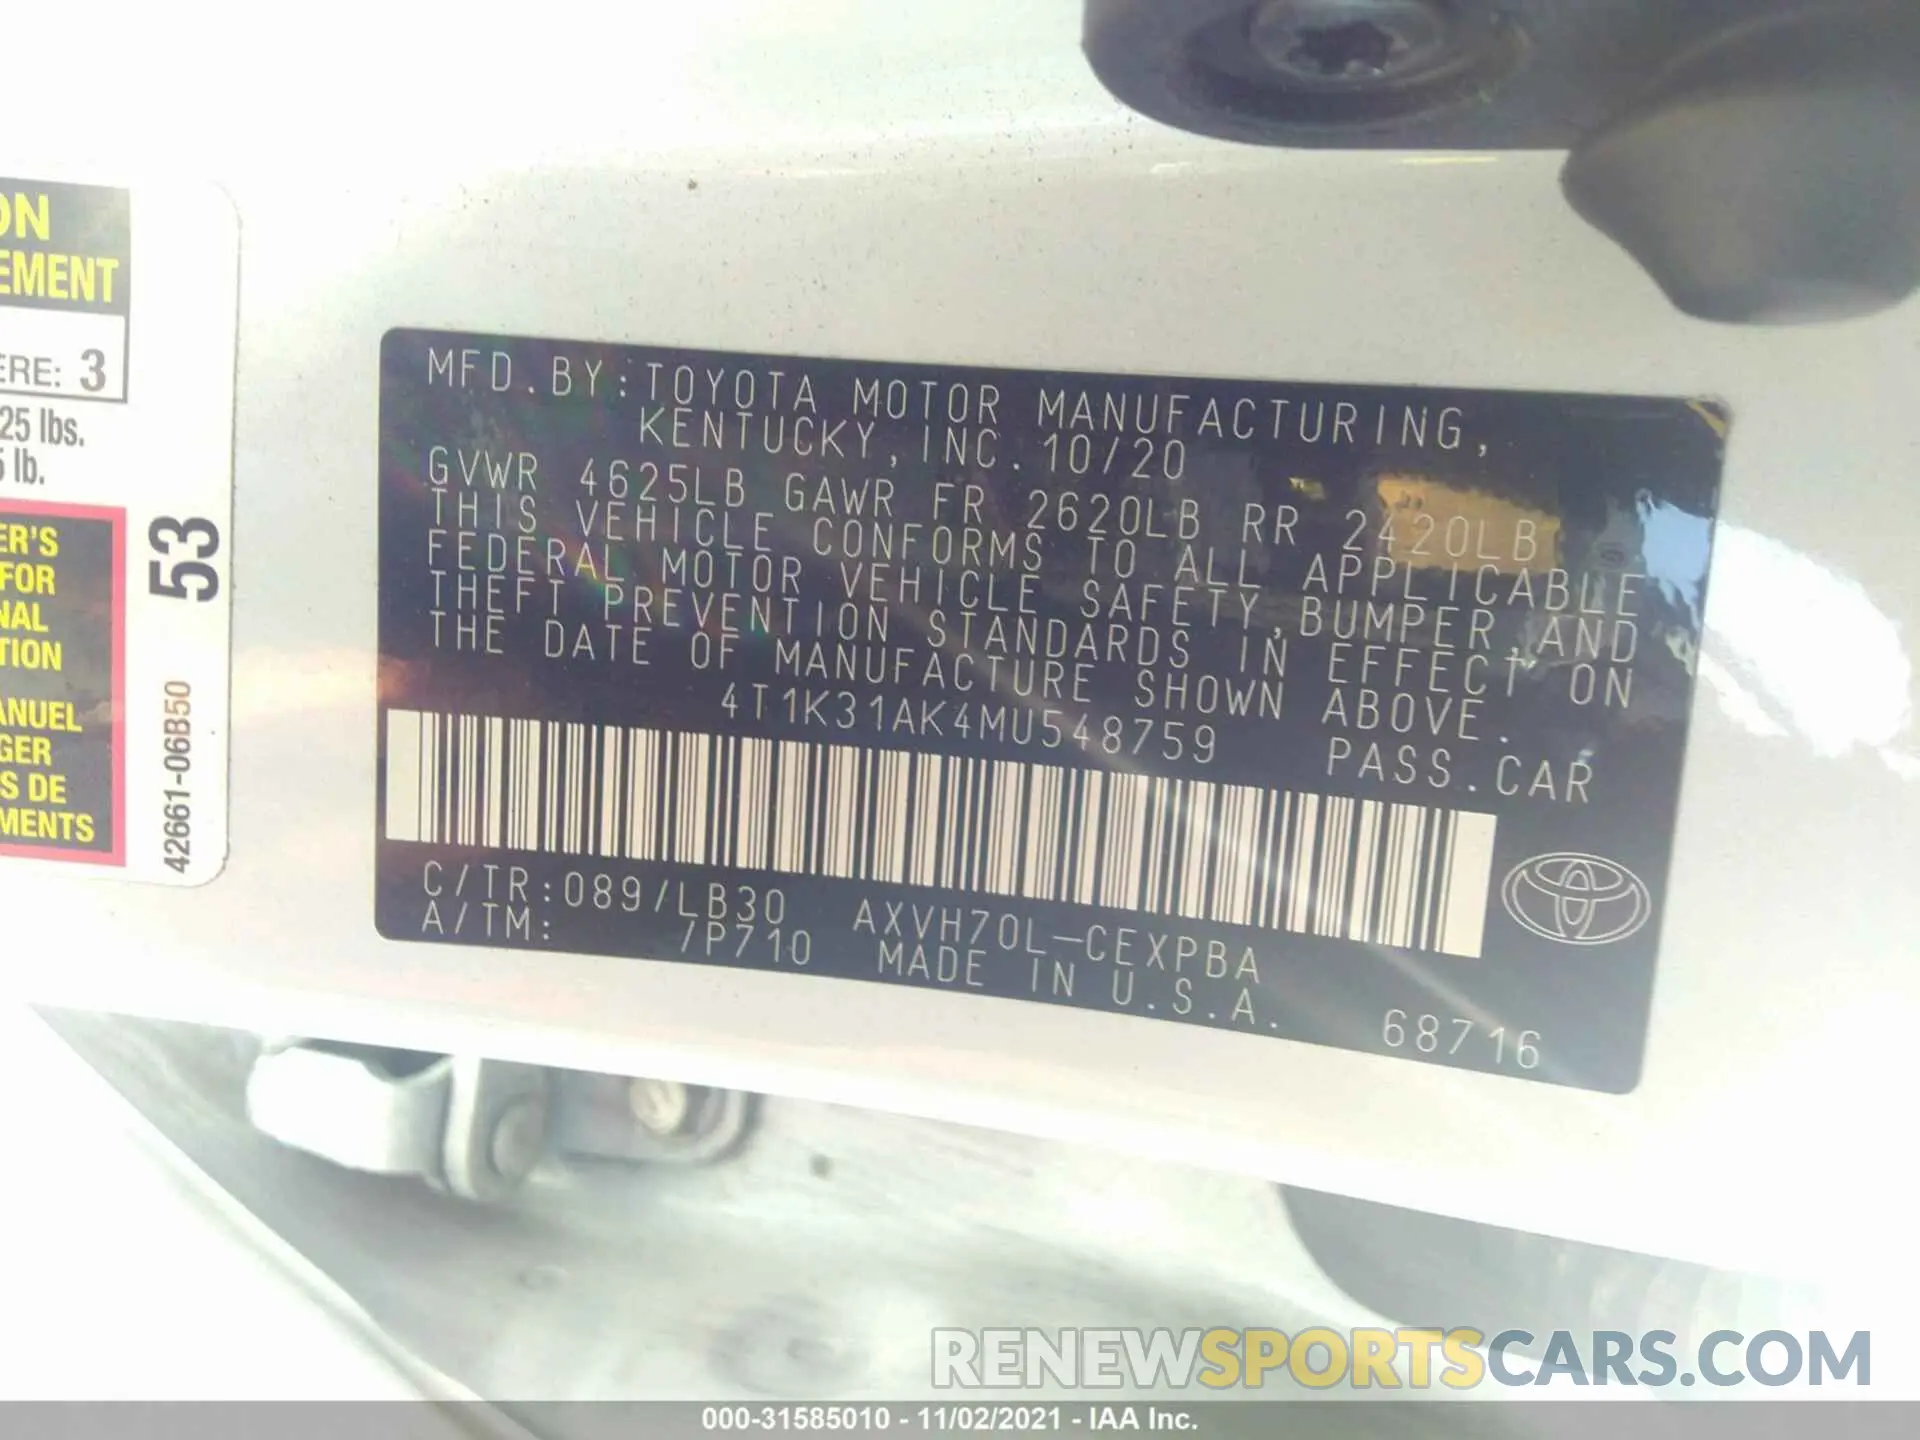 ON
EMENT
ERE: 3
25 lbs.
5 lb.
ER'S
FOR
NAL
TION
ANUEL
GER
S DE
MENTS
53
42661-06B50
MFD.BY:TOYOTA MOTOR MANUFACTURING,
KENTUCKY,INC.10/20
GVWR 4625LB GAWR FR 2620LB RR 2420LB
THIS VEHICLE CONFORMS TO ALL APPLICABLE
FEDERAL MOTOR VEHICLE SAFETY,BUMPER,AND
THEFT PREVENTION STANDARDS IN EFFECT ON
THE DATE OF MANUFACTURE SHOWN ABOVE.
4T1K31AK4MU548759 PASS.CAR
C/TR:089/LB30 AXVH70L-CEXPBA
A/TM: /P710 MADE IN U.S.A.
68716
RENEWSPORTSCARS.COM
000-31585010 - 11/02/2021 - IAA Inc.